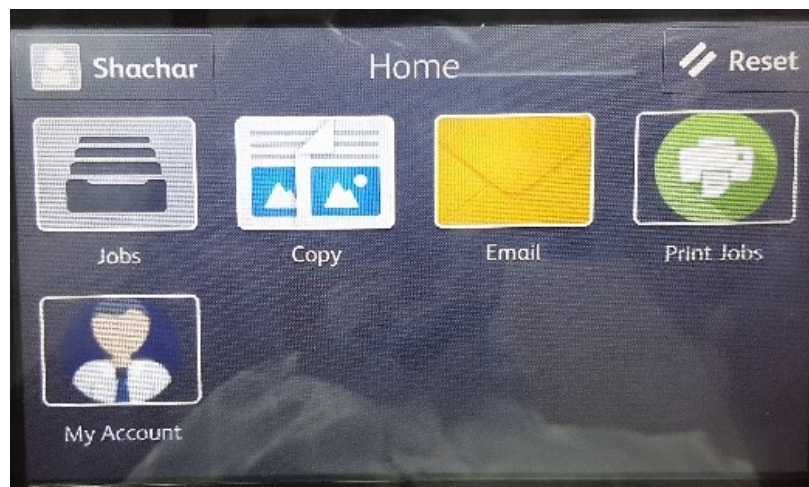 Shachar
Home
Reset
Jobs
Copy
Email
Print Jobs
My Account